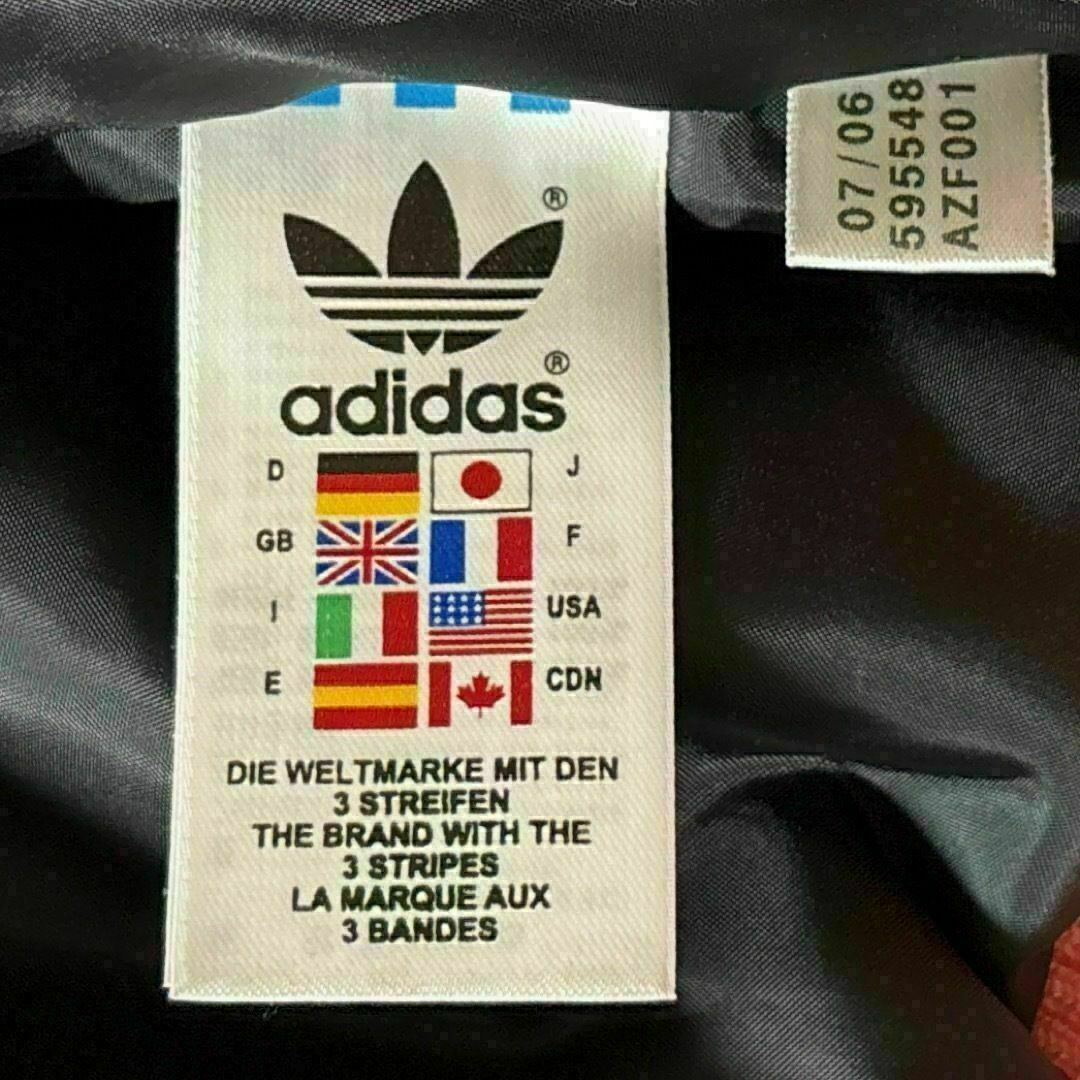 ®
®
adidas
D J
GB F
I USA
E CDN
DIE WELTMARKE MIT DEN
3 STREIFEN
THE BRAND WITH THE
3 STRIPES
LA MARQUE AUX
3 BANDES
07/06
595548
AZF001